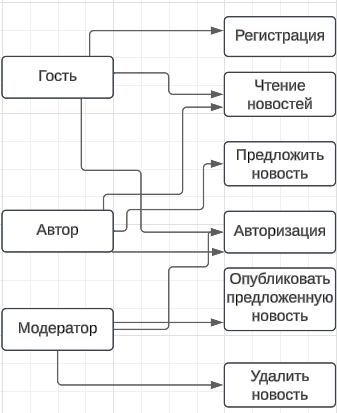 Регистрация
Гость
Чтение
новостей
Предложить
новость
Автор
Авторизация
Опубликовать
предложенную
новость
Модератор
Удалить
новость